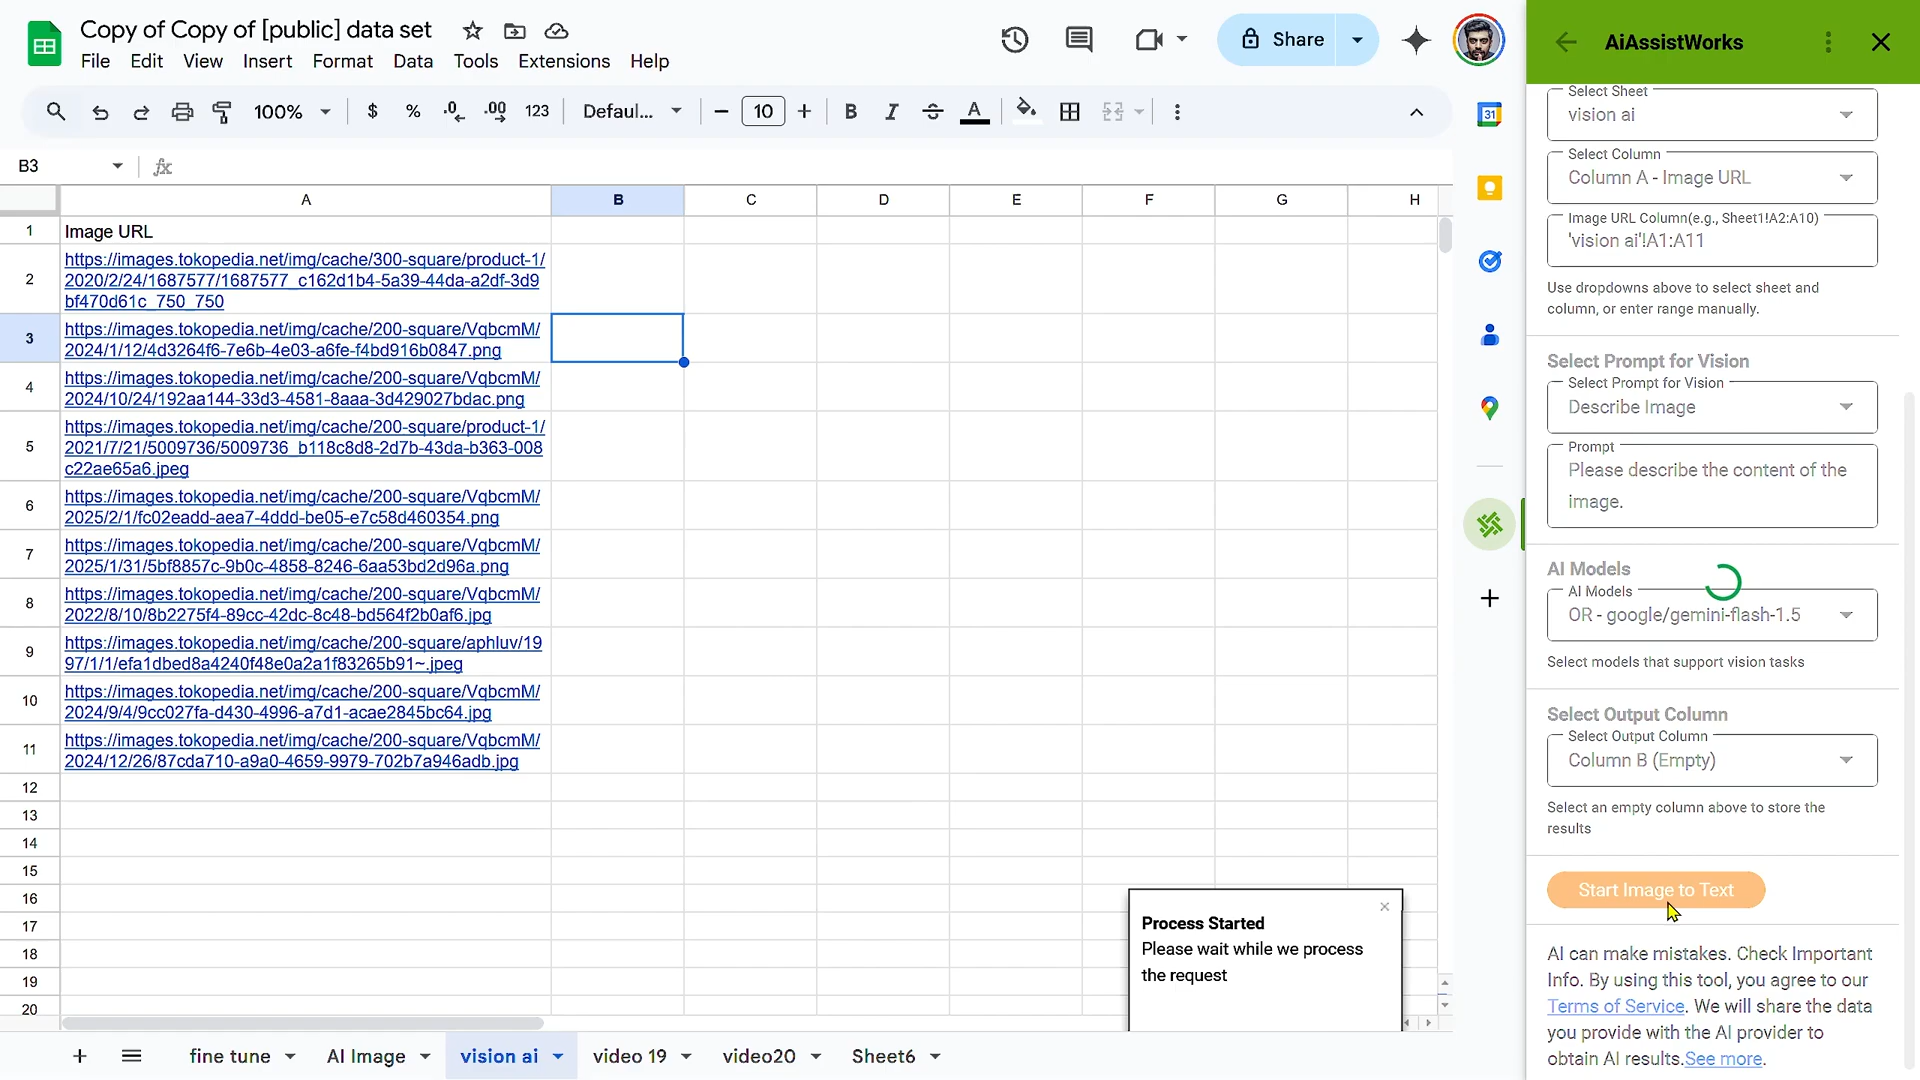 Copy of Copy of [public] data set
File Edit View Insert Format Data Tools Extensions Help
Share
100% $ % .0 .00 123 Defaul... 10 B I A
B3 fx
A B C D E F G H
1 Image URL
2 https://images.tokopedia.net/img/cache/300-square/product-1/
2020/2/24/1687577/1687577_c162d1b4-5a39-44da-a2df-3d9
bf470d61c_750_750
3 https://images.tokopedia.net/img/cache/200-square/VqbcmM/
2024/1/12/4d3264f6-7e6b-4e03-a6fe-f4bd916b0847.png
4 https://images.tokopedia.net/img/cache/200-square/VqbcmM/
2024/10/24/192aa144-33d3-4581-8aaa-3d429027bdac.png
5 https://images.tokopedia.net/img/cache/200-square/product-1/
2021/7/21/5009736/5009736_b118c8d8-2d7b-43da-b363-008
c22ae65a6.jpeg
6 https://images.tokopedia.net/img/cache/200-square/VqbcmM/
2025/2/1/fc02eadd-aea7-4ddd-be05-e7c58d460354.png
7 https://images.tokopedia.net/img/cache/200-square/VqbcmM/
2025/1/31/5bf8857c-9b0c-4858-8246-6aa53bd2d96a.png
8 https://images.tokopedia.net/img/cache/200-square/VqbcmM/
2022/8/10/8b2275f4-89cc-42dc-8c48-bd564f2b0af6.jpg
9 https://images.tokopedia.net/img/cache/200-square/aphluv/19
97/1/1/efa1dbed8a4240f48e0a2a1f83265b91~.jpeg
10 https://images.tokopedia.net/img/cache/200-square/VqbcmM/
2024/9/4/9cc027fa-d430-4996-a7d1-acae2845bc64.jpg
11 https://images.tokopedia.net/img/cache/200-square/VqbcmM/
2024/12/26/87cda710-a9a0-4659-9979-702b7a946adb.jpg
12
13
14
15
16
17
18
19
20
Process Started
Please wait while we process
the request
fine tune AI Image vision ai video 19 video20 Sheet6
31
AiAssistWorks
Select Sheet
vision ai
Select Column
Column A - Image URL
Image URL Column(e.g., Sheet1!A2:A10)
'vision ai'!A1:A11
Use dropdowns above to select sheet and
column, or enter range manually.
Select Prompt for Vision
Select Prompt for Vision
Describe Image
Prompt
Please describe the content of the
image.
AI Models
AI Models
OR - google/gemini-flash-1.5
Select models that support vision tasks
Select Output Column
Select Output Column
Column B (Empty)
Select an empty column above to store the
results
Start Image to Text
AI can make mistakes. Check Important
Info. By using this tool, you agree to our
Terms of Service. We will share the data
you provide with the AI provider to
obtain AI results.See more.